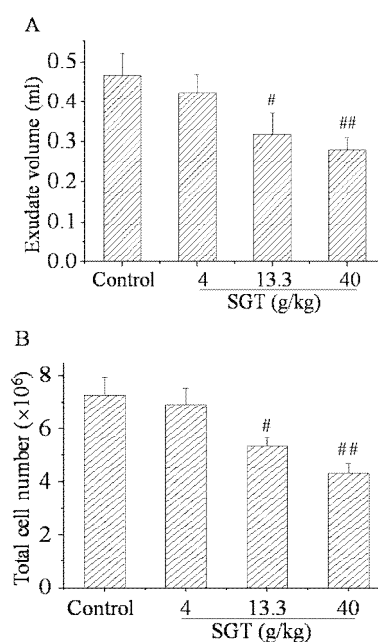 A
Exudate volume (ml)
0.5
0.4
0.3
0.2
0.1
0.0
#
##
Control
4
13.3
40
SGT (g/kg)
B
Total cell number (×10⁶)
8
6
4
2
0
#
##
Control
4
13.3
40
SGT (g/kg)